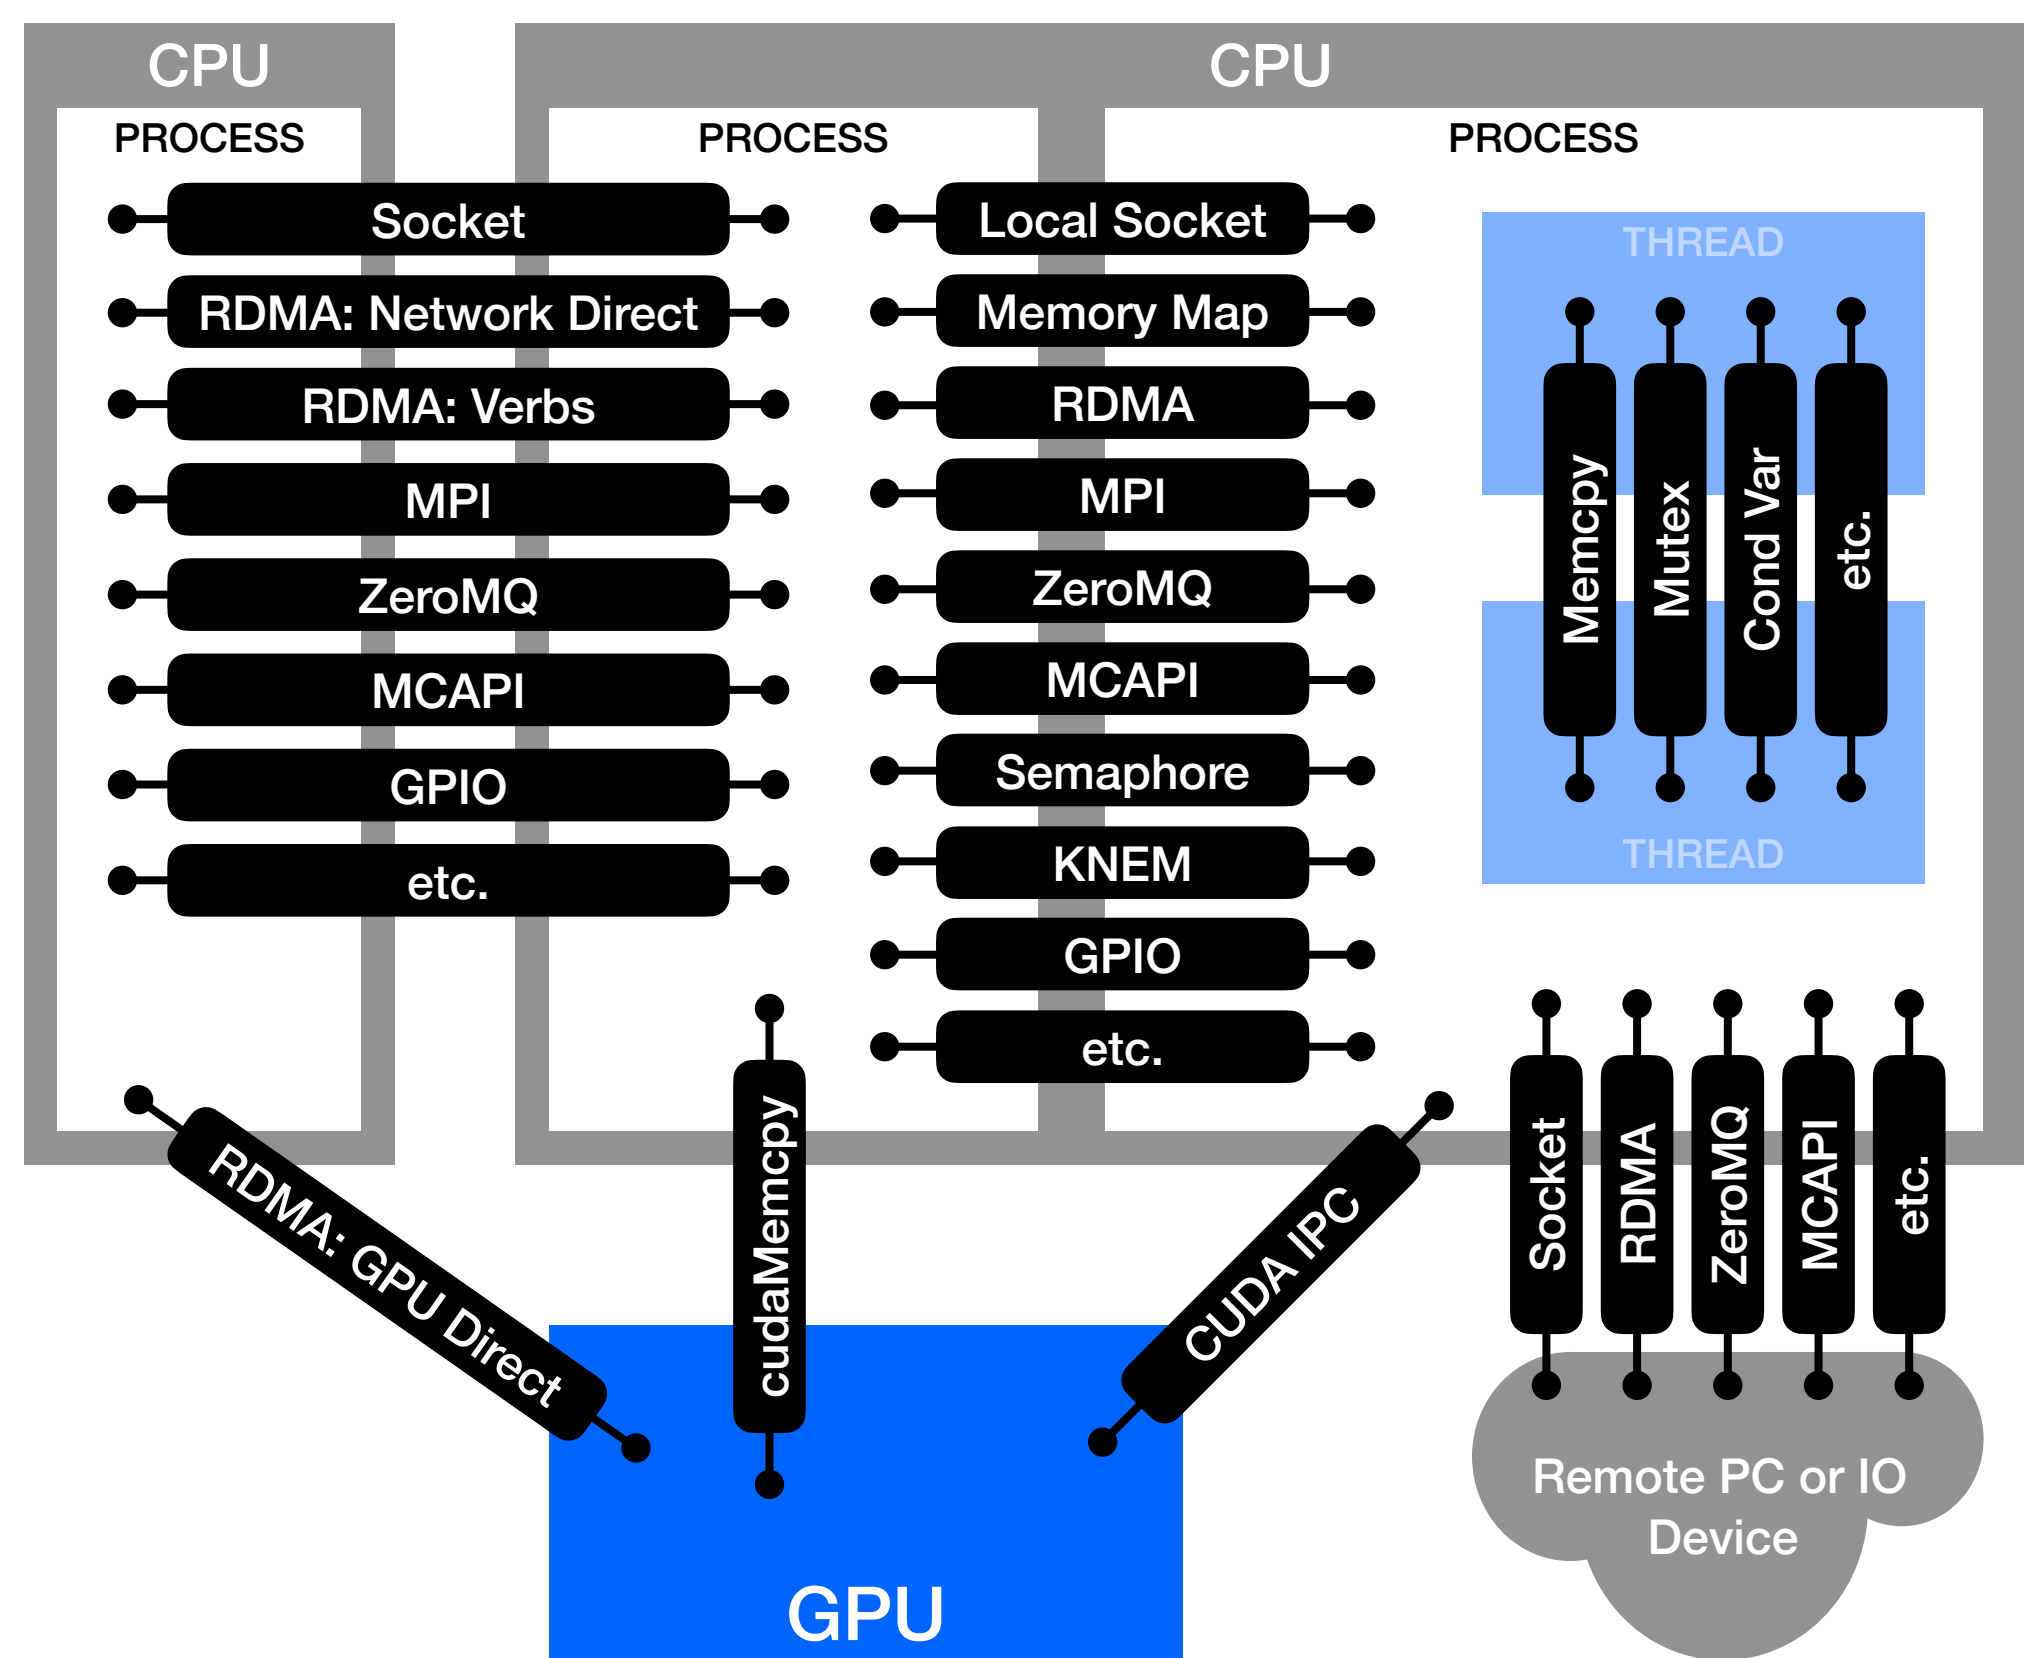 CPU
CPU
PROCESS
PROCESS
PROCESS
Socket
RDMA: Network Direct
RDMA: Verbs
MPI
ZeroMQ
MCAPI
GPIO
etc.
Local Socket
Memory Map
RDMA
MPI
ZeroMQ
MCAPI
Semaphore
KNEM
GPIO
etc.
THREAD
Memcpy
Mutex
Cond Var
etc.
THREAD
RDMA: GPU Direct
cudaMemcpy
CUDA IPC
Socket
RDMA
ZeroMQ
MCAPI
etc.
GPU
Remote PC or IO
Device